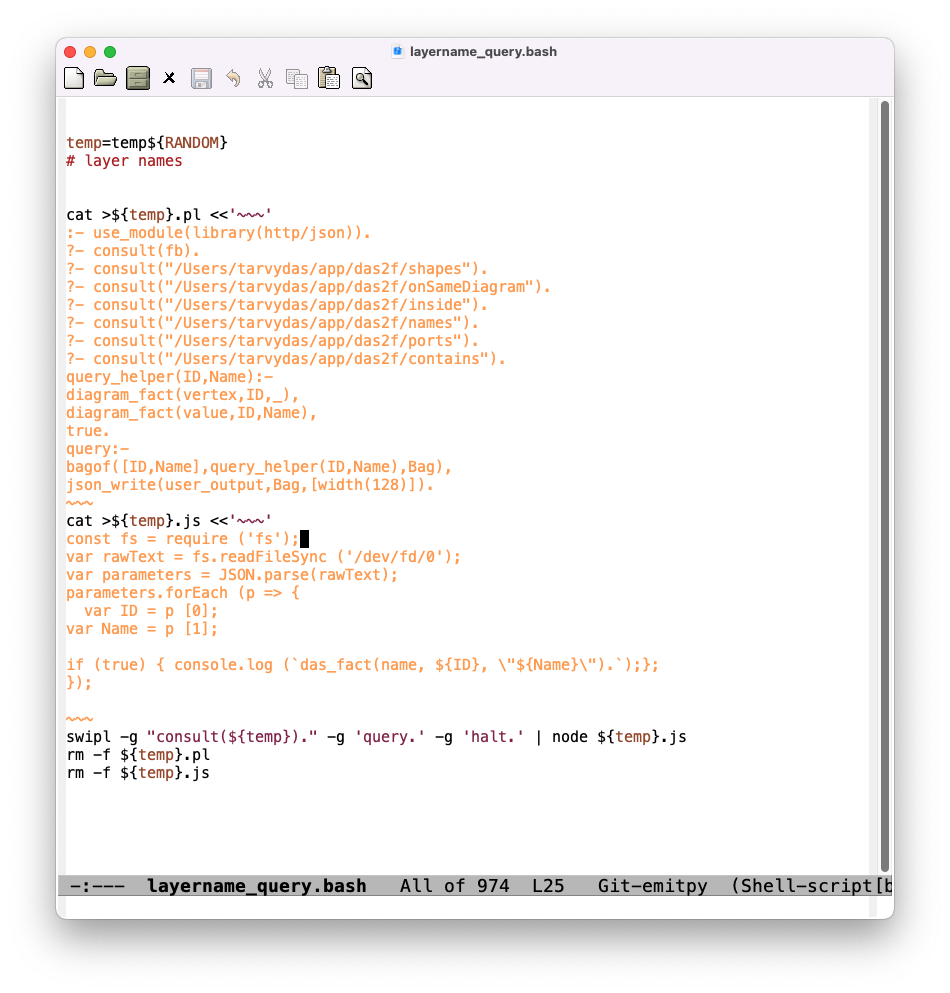 layername_query.bash
temp=temp${RANDOM}
# layer names
cat >${temp}.pl <<'~~~'
:- use_module(library(http/json)).
?- consult(fb).
?- consult("/Users/tarvydas/app/das2f/shapes").
?- consult("/Users/tarvydas/app/das2f/onSameDiagram").
?- consult("/Users/tarvydas/app/das2f/inside").
?- consult("/Users/tarvydas/app/das2f/names").
?- consult("/Users/tarvydas/app/das2f/ports").
?- consult("/Users/tarvydas/app/das2f/contains").
query_helper(ID,Name):-
diagram_fact(vertex,ID,_),
diagram_fact(value,ID,Name),
true.
query:-
bagof([ID,Name],query_helper(ID,Name),Bag),
json_write(user_output,Bag,[width(128)]).
~~~
cat >${temp}.js <<'~~~'
const fs = require ('fs');
var rawText = fs.readFileSync ('/dev/fd/0');
var parameters = JSON.parse(rawText);
parameters.forEach (p => {
  var ID = p [0];
var Name = p [1];
if (true) { console.log (`das_fact(name, ${ID}, \"${Name}\").`);};
});
~~~
swipl -g "consult(${temp})." -g 'query.' -g 'halt.' | node ${temp}.js
rm -f ${temp}.pl
rm -f ${temp}.js
-:---  layername_query.bash   All of 974  L25   Git-emitpy  (Shell-script[b